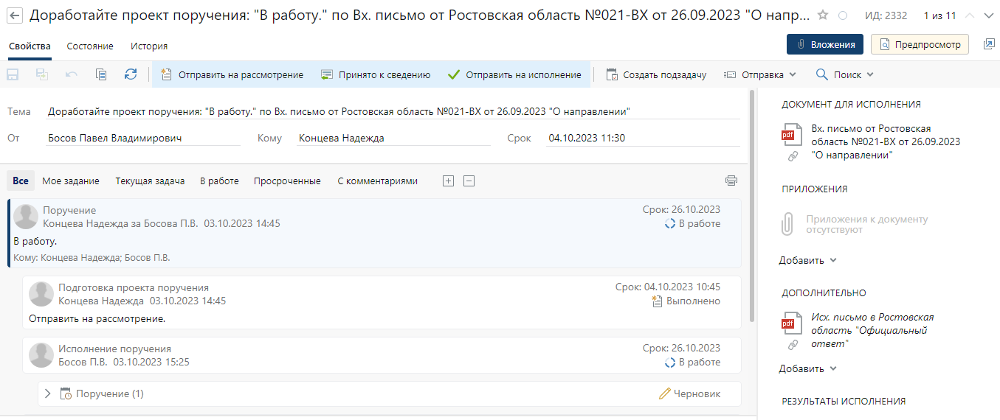 Доработайте проект поручения: "В работу." по Вх. письмо от Ростовская область №021-ВХ от 26.09.2023 "О напр... ИД: 2332 1 из 11
Свойства Состояние История Вложения Предпросмотр
Отправить на рассмотрение Принято к сведению Отправить на исполнение Создать подзадачу Отправка Поиск
Тема Доработайте проект поручения: "В работу." по Вх. письмо от Ростовская область №021-ВХ от 26.09.2023 "О направлении"
От Босов Павел Владимирович Кому Концева Надежда Срок 04.10.2023 11:30
Все Мое задание Текущая задача В работе Просроченные С комментариями
Поручение Срок: 26.10.2023
Концева Надежда за Босова П.В. 03.10.2023 14:45 В работе
В работу.
Кому: Концева Надежда; Босов П.В.
Подготовка проекта поручения Срок: 04.10.2023 10:45
Концева Надежда 03.10.2023 14:45 Выполнено
Отправить на рассмотрение.
Исполнение поручения Срок: 26.10.2023
Босов П.В. 03.10.2023 15:25 В работе
Поручение (1) Черновик
ДОКУМЕНТ ДЛЯ ИСПОЛНЕНИЯ
pdf
Вх. письмо от Ростовская
область №021-ВХ от 26.09.2023
"О направлении"
ПРИЛОЖЕНИЯ
Приложения к документу
отсутствуют
Добавить
ДОПОЛНИТЕЛЬНО
pdf
Исх. письмо в Ростовская
область "Официальный
ответ"
Добавить
РЕЗУЛЬТАТЫ ИСПОЛНЕНИЯ